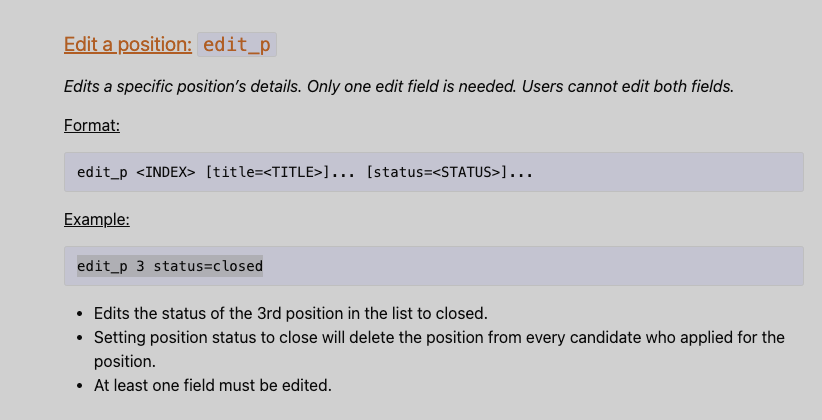 Edit a position: edit_p
Edits a specific position’s details. Only one edit field is needed. Users cannot edit both fields.
Format:
edit_p <INDEX> [title=<TITLE>]... [status=<STATUS>]...
Example:
edit_p 3 status=closed
• Edits the status of the 3rd position in the list to closed.
• Setting position status to close will delete the position from every candidate who applied for the
position.
• At least one field must be edited.